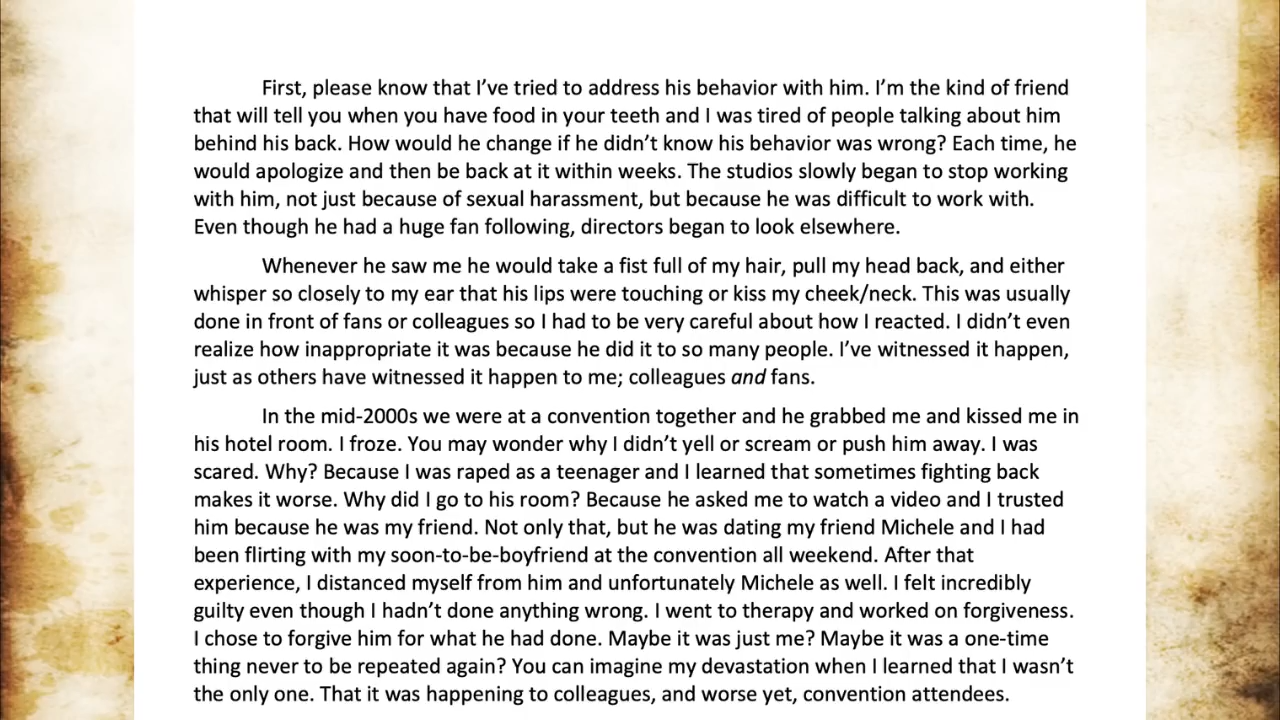 First, please know that I’ve tried to address his behavior with him. I’m the kind of friend
that will tell you when you have food in your teeth and I was tired of people talking about him
behind his back. How would he change if he didn’t know his behavior was wrong? Each time, he
would apologize and then be back at it within weeks. The studios slowly began to stop working
with him, not just because of sexual harassment, but because he was difficult to work with.
Even though he had a huge fan following, directors began to look elsewhere.
Whenever he saw me he would take a fist full of my hair, pull my head back, and either
whisper so closely to my ear that his lips were touching or kiss my cheek/neck. This was usually
done in front of fans or colleagues so I had to be very careful about how I reacted. I didn’t even
realize how inappropriate it was because he did it to so many people. I’ve witnessed it happen,
just as others have witnessed it happen to me; colleagues and fans.
In the mid-2000s we were at a convention together and he grabbed me and kissed me in
his hotel room. I froze. You may wonder why I didn’t yell or scream or push him away. I was
scared. Why? Because I was raped as a teenager and I learned that sometimes fighting back
makes it worse. Why did I go to his room? Because he asked me to watch a video and I trusted
him because he was my friend. Not only that, but he was dating my friend Michele and I had
been flirting with my soon-to-be-boyfriend at the convention all weekend. After that
experience, I distanced myself from him and unfortunately Michele as well. I felt incredibly
guilty even though I hadn’t done anything wrong. I went to therapy and worked on forgiveness.
I chose to forgive him for what he had done. Maybe it was just me? Maybe it was a one-time
thing never to be repeated again? You can imagine my devastation when I learned that I wasn’t
the only one. That it was happening to colleagues, and worse yet, convention attendees.